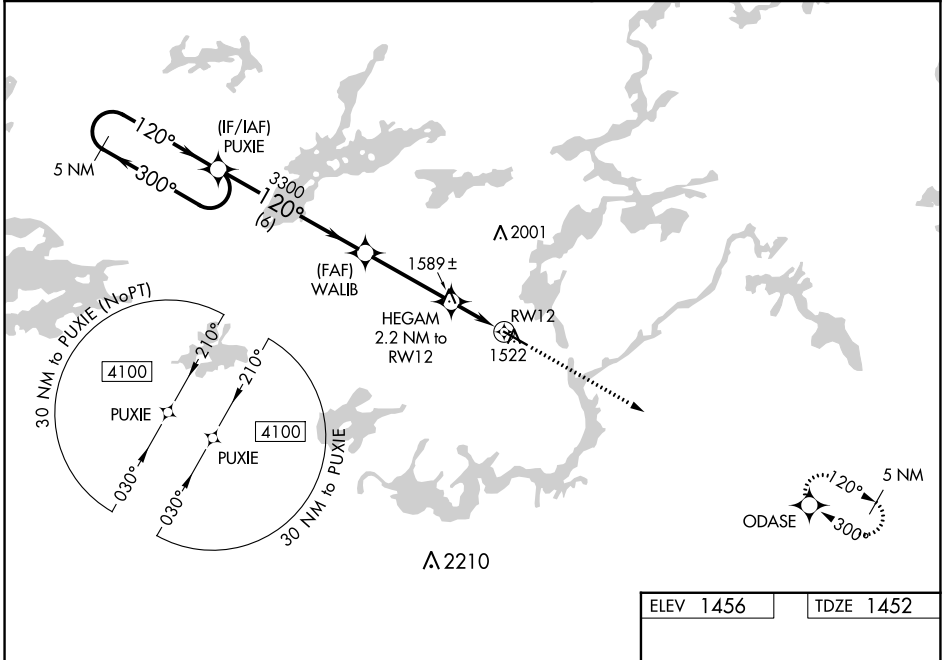 (IF/IAF)
PUXIE
120°
5 NM
300°
3300
120°
(6)
2001
(FAF)
WALIB
1589±
HEGAM
2.2 NM to
RW12
RW12
1522
30 NM to PUXIE (NoPT)
210°
4100
PUXIE
030°
210°
4100
PUXIE
030°
30 NM to PUXIE
2210
120°
5 NM
ODASE
300°
ELEV 1456
TDZE 1452